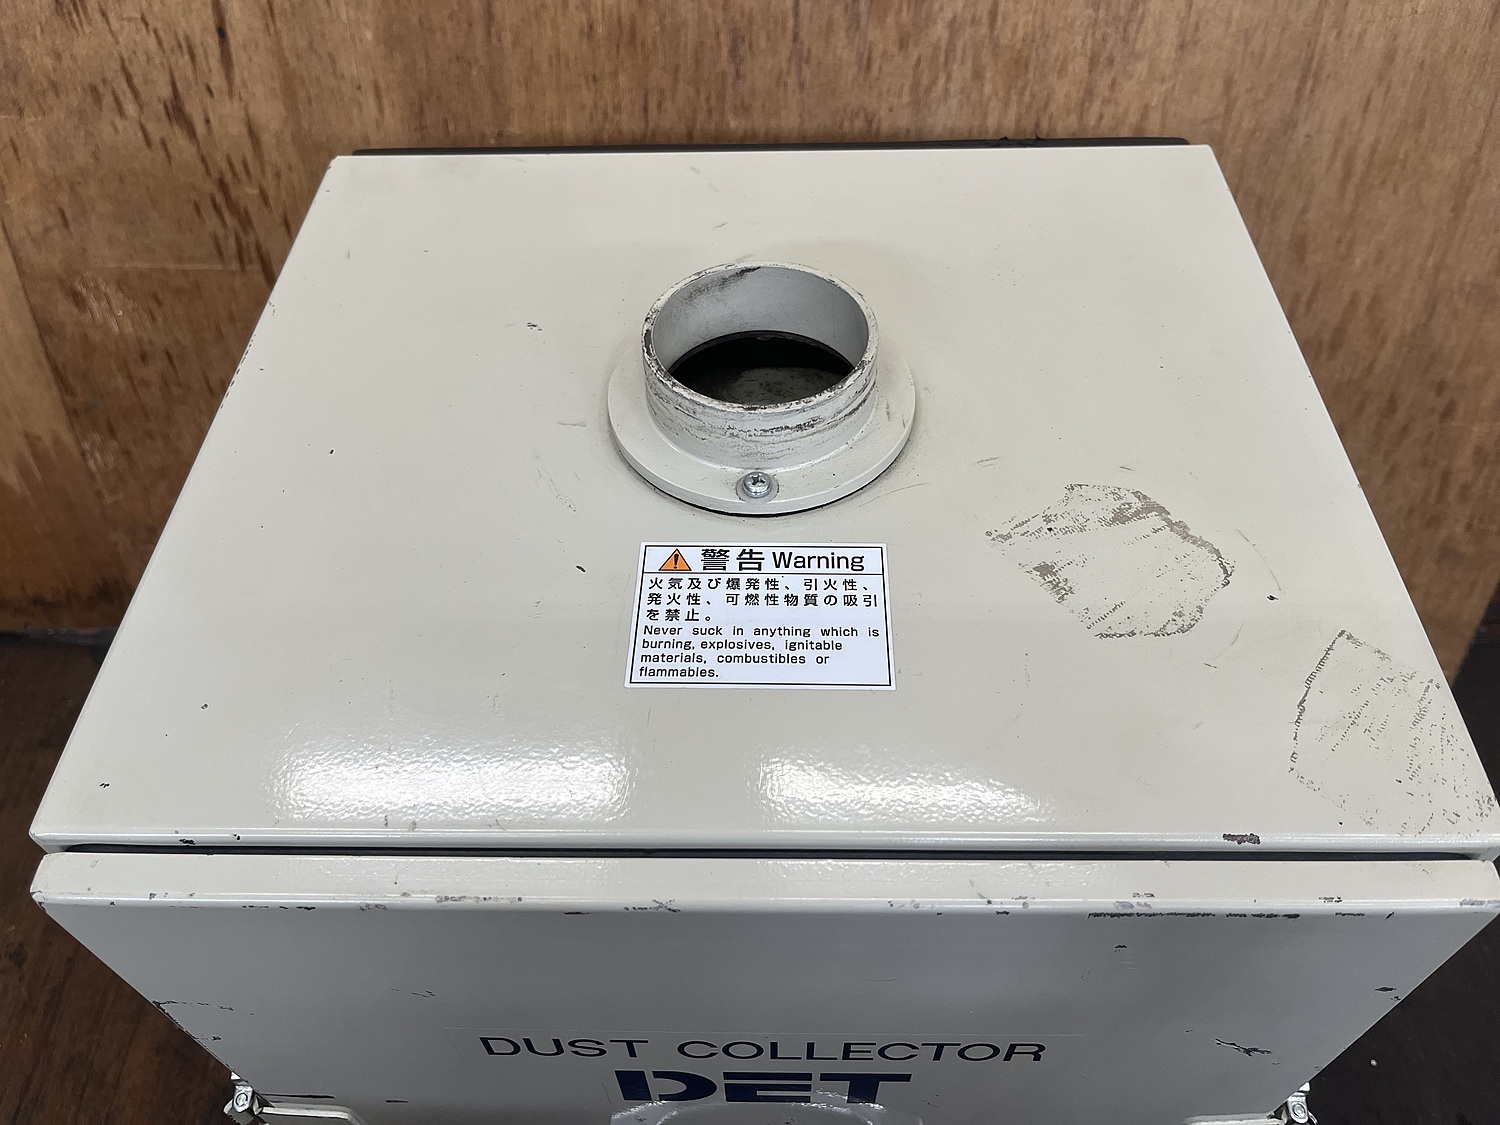 警告 Warning
火気及び爆発性、引火性、
発火性、可燃性物質の吸引
を禁止。
Never suck in anything which is
burning, explosives, ignitable
materials, combustibles or
flammables.
DUST COLLECTOR
DET